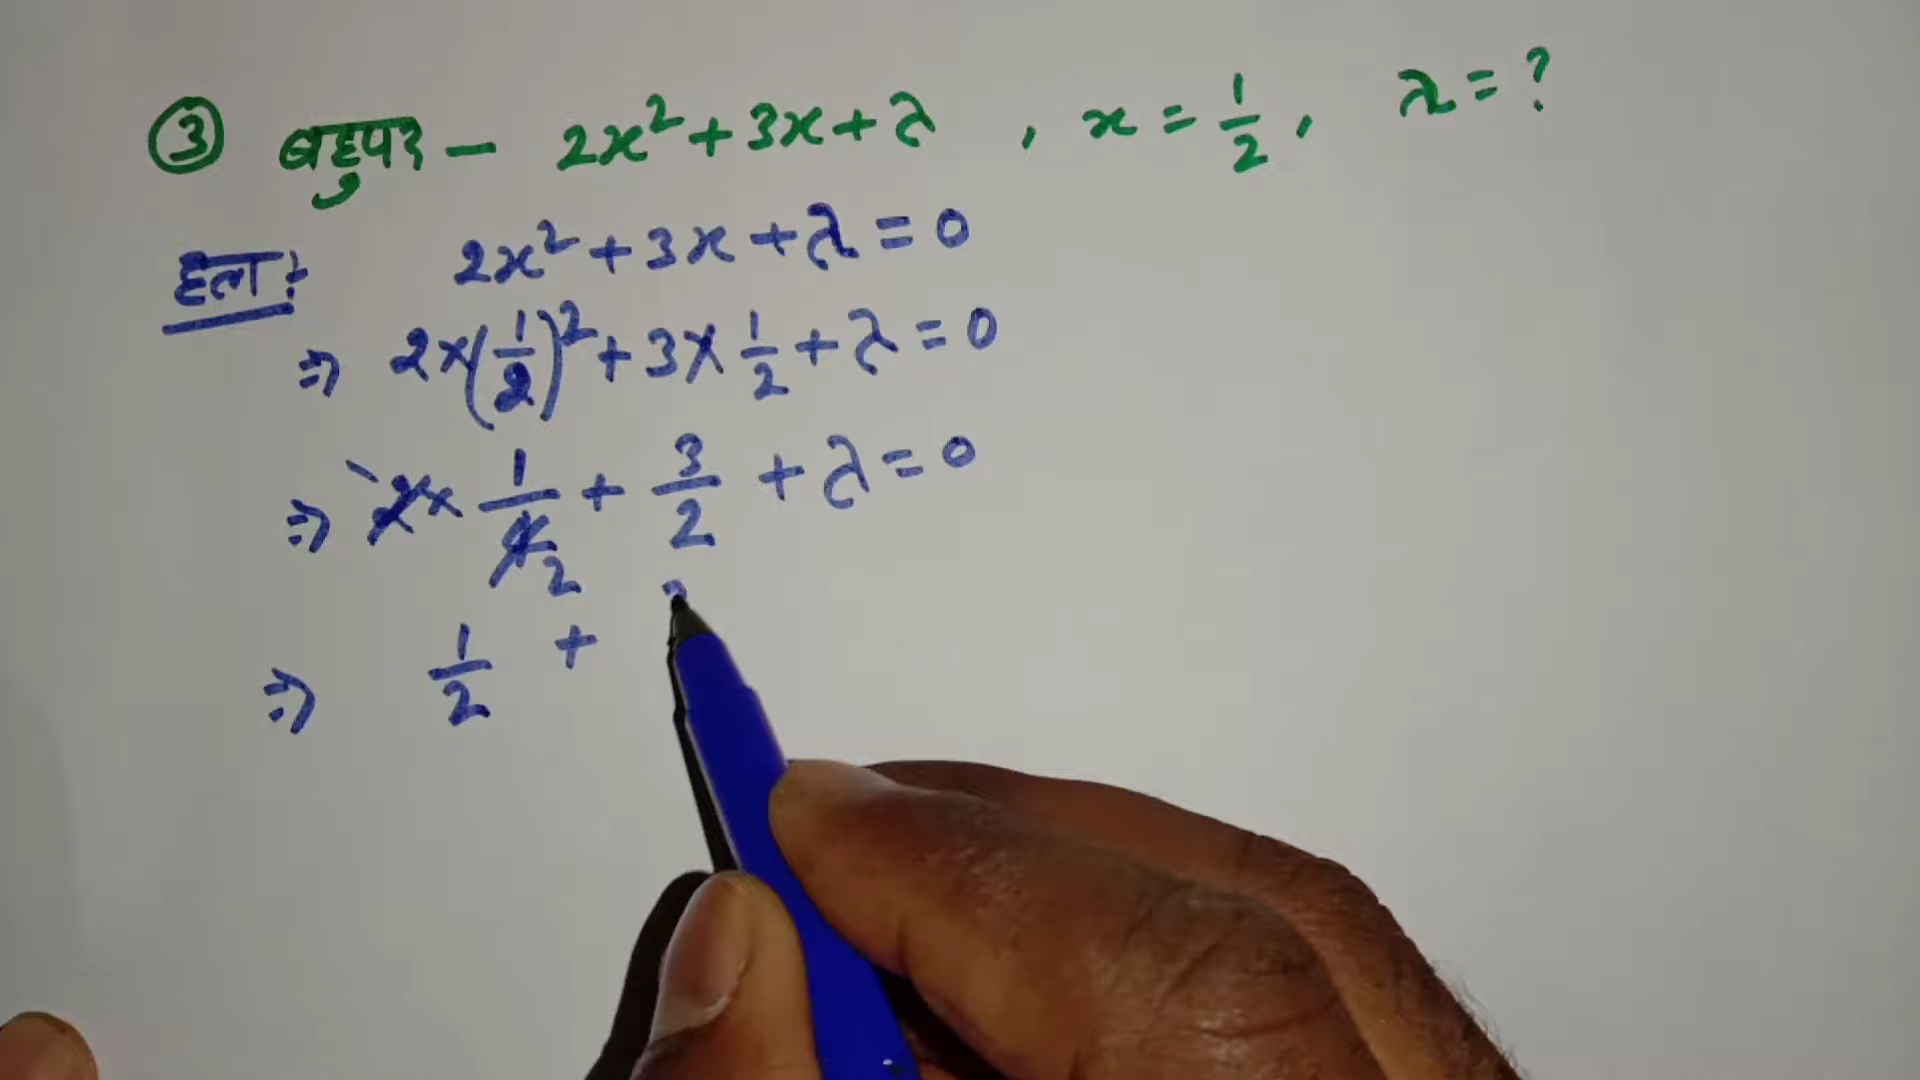 ③ बहुपद - 2x² + 3x + λ , x = 1/2 , λ = ?
हल :- 2x² + 3x + λ = 0
⇒ 2×(1/2)² + 3 × 1/2 + λ = 0
⇒ 2× 1/4 2 + 3/2 + λ = 0
⇒ 1/2 +